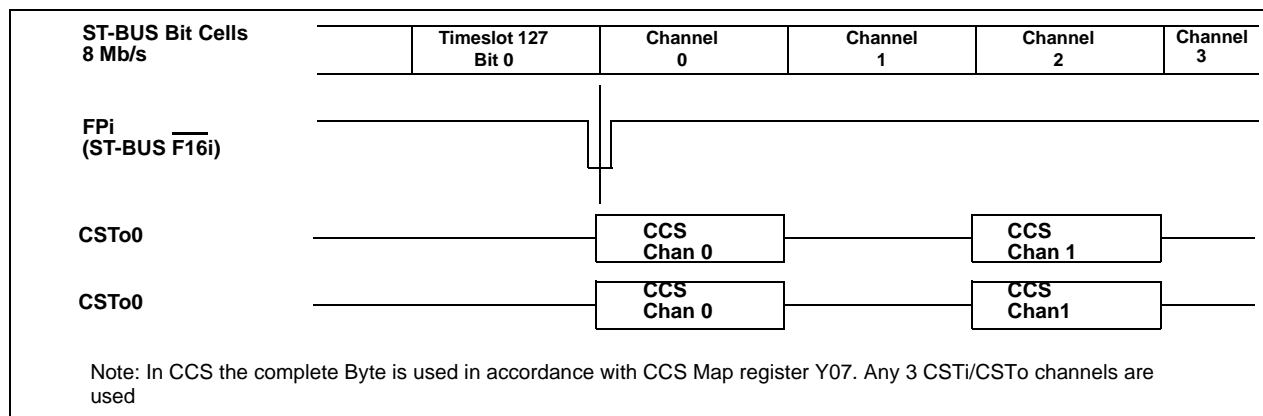 ST-BUS Bit Cells
8 Mb/s
Timeslot 127
Bit 0
Channel
0
Channel
1
Channel
2
Channel
3
FPi
(ST-BUS F16i)
CSTo0
CCS
Chan 0
CCS
Chan 1
CSTo0
CCS
Chan 0
CCS
Chan1
Note: In CCS the complete Byte is used in accordance with CCS Map register Y07. Any 3 CSTi/CSTo channels are
used